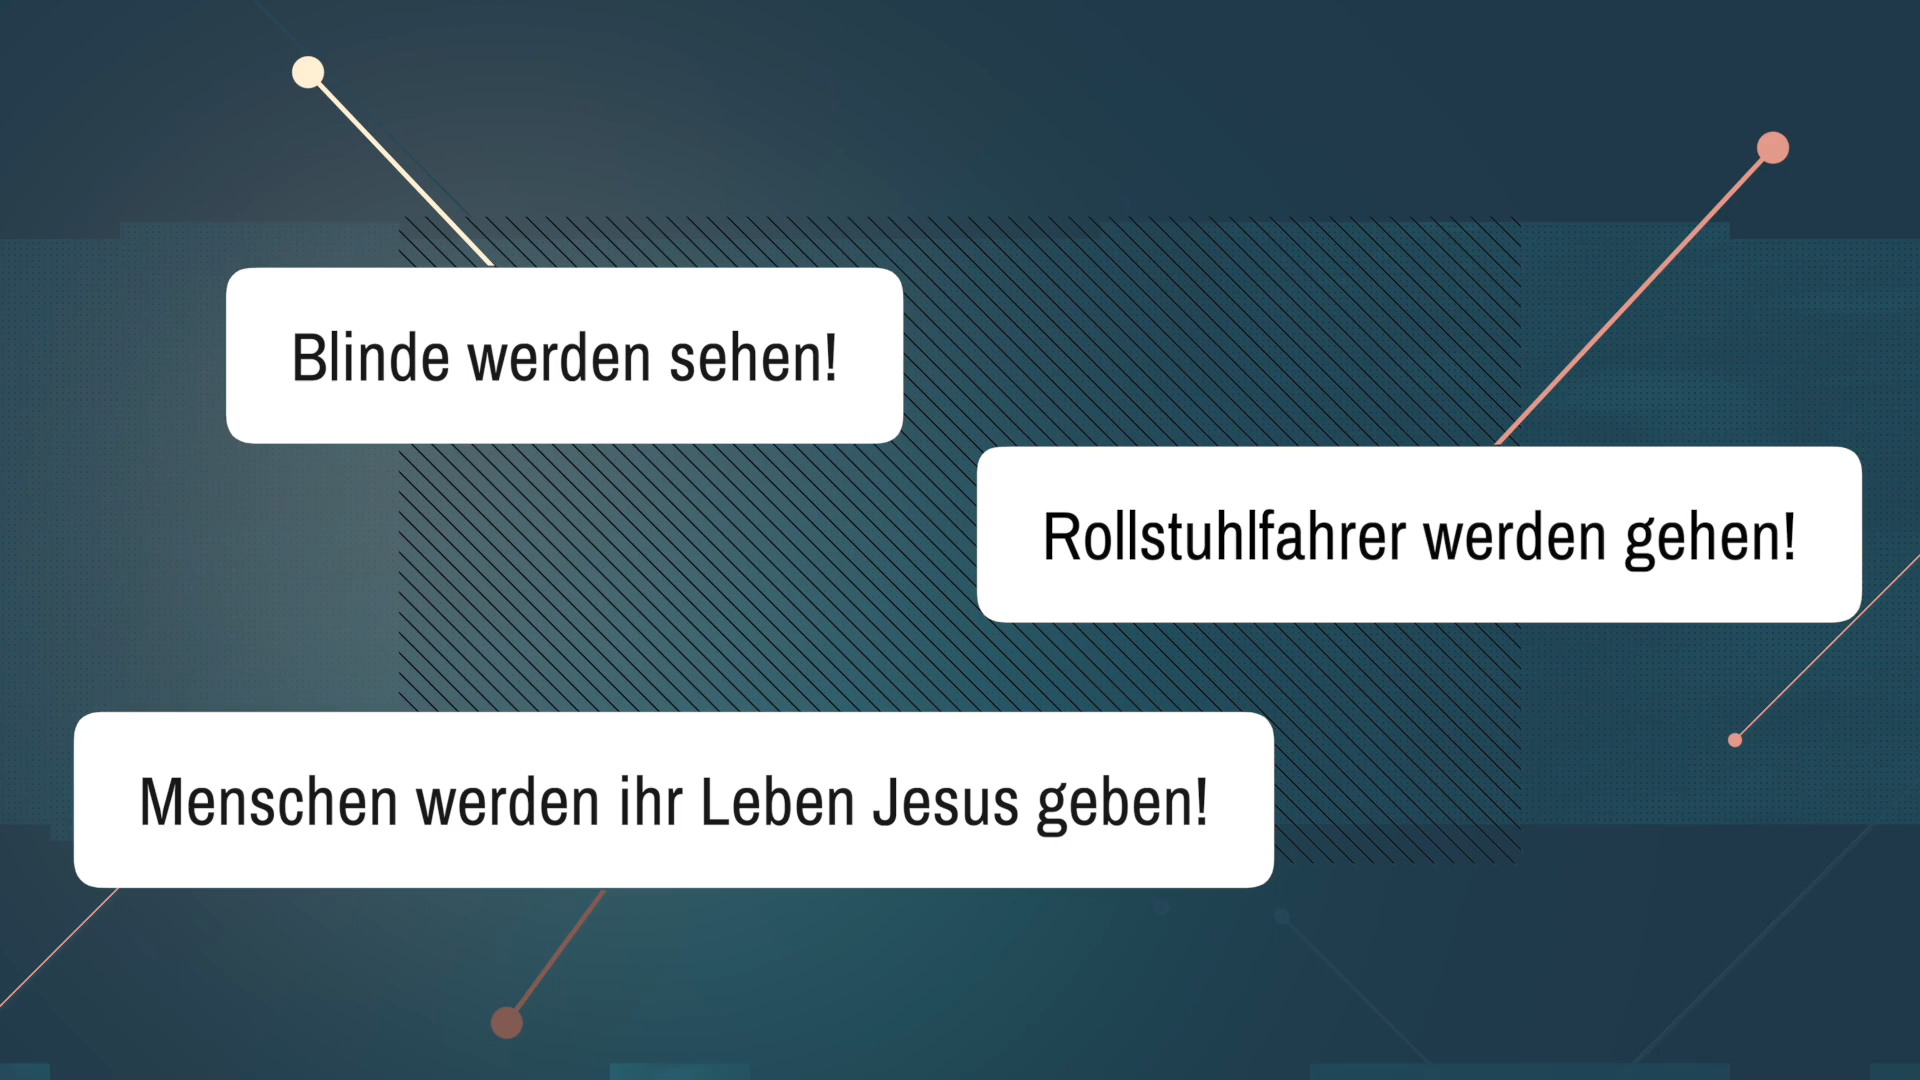 Blinde werden sehen!
Rollstuhlfahrer werden gehen!
Menschen werden ihr Leben Jesus geben!